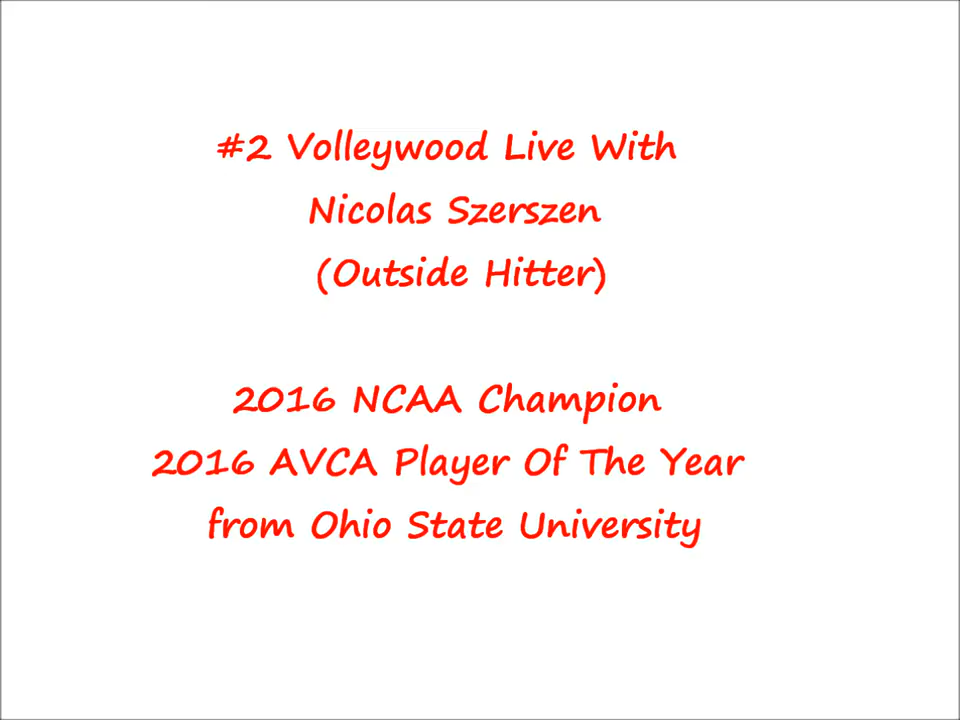 #2 Volleywood Live With
Nicolas Szerszen
(Outside Hitter)
2016 NCAA Champion
2016 AVCA Player Of The Year
from Ohio State University